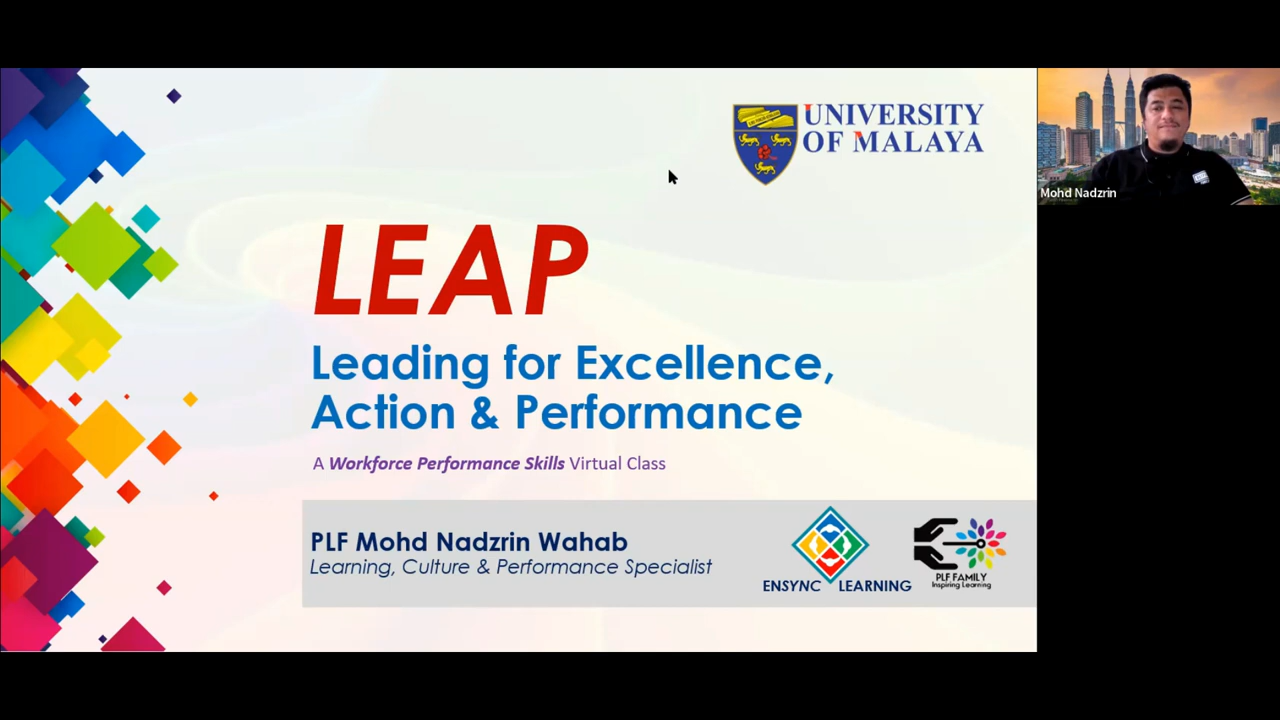 UNIVERSITY
OF MALAYA
Mohd Nadzrin
LEAP
Leading for Excellence,
Action & Performance
A Workforce Performance Skills Virtual Class
PLF Mohd Nadzrin Wahab
Learning, Culture & Performance Specialist
ENSYNC LEARNING
PLF FAMILY
Inspiring Learning